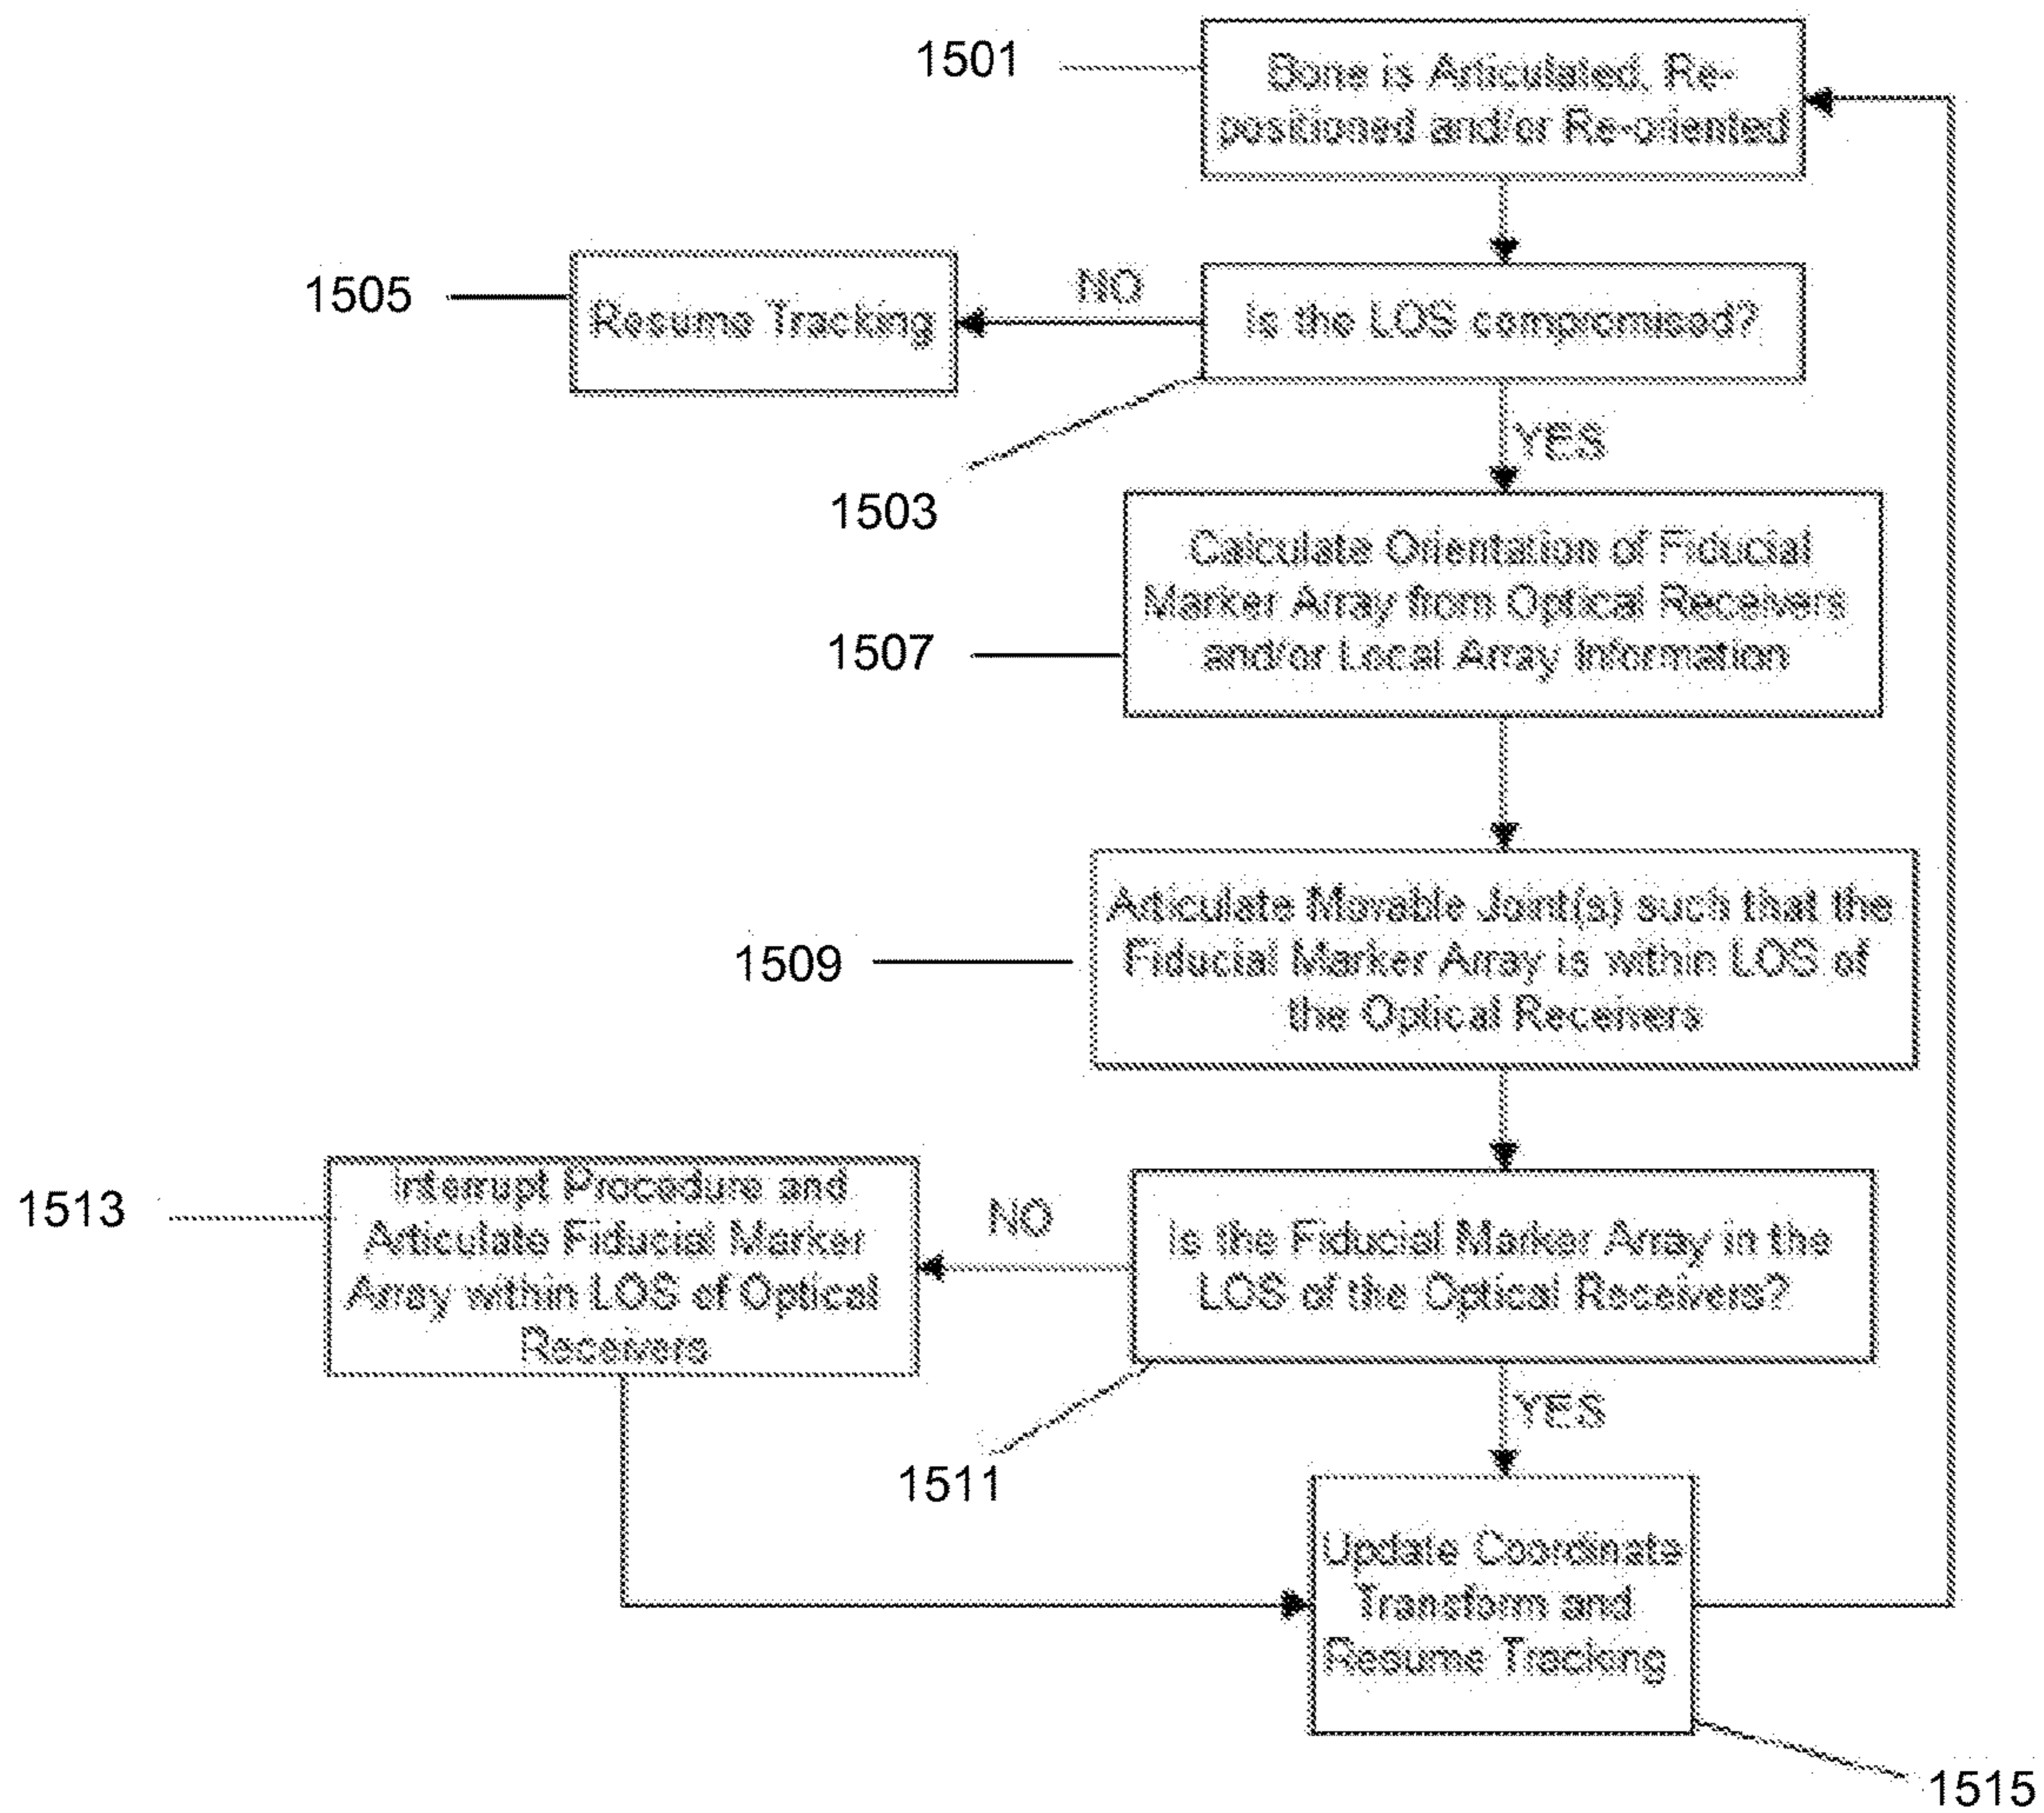 1501
Bone is Articulated, Re-
positioned and/or Re-oriented
1505
Resume Tracking
NO
Is the LOS compromised?
1503
YES
Calculate Orientation of Fiducial
Marker Array from Optical Receivers
and/or Local Array Information
1507
Articulate Movable Joint(s) such that the
Fiducial Marker Array is within LOS of
the Optical Receivers
1509
1513
Interrupt Procedure and
Articulate Fiducial Marker
Array within LOS of Optical
Receivers
NO
Is the Fiducial Marker Array in the
LOS of the Optical Receivers?
1511
YES
Update Coordinate
Transform and
Resume Tracking
1515